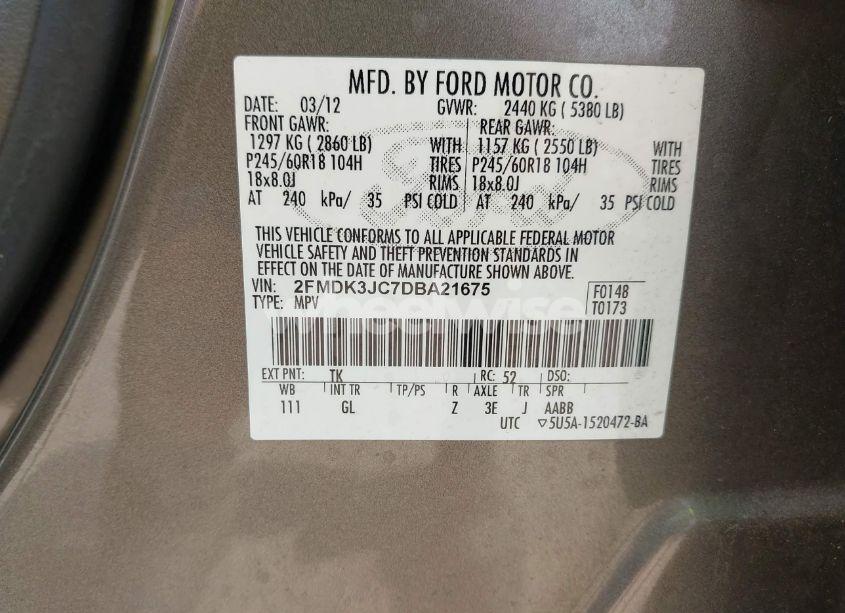 MFD. BY FORD MOTOR CO.
DATE: 03/12 GVWR: 2440 KG ( 5380 LB)
FRONT GAWR: REAR GAWR:
1297 KG ( 2860 LB) WITH 1157 KG ( 2550 LB) WITH
P245/60R18 104H TIRES P245/60R18 104H TIRES
18x8.0J RIMS 18x8.0J RIMS
AT 240 kPa/ 35 PSI COLD AT 240 kPa/ 35 PSI COLD
THIS VEHICLE CONFORMS TO ALL APPLICABLE FEDERAL MOTOR
VEHICLE SAFETY AND THEFT PREVENTION STANDARDS IN
EFFECT ON THE DATE OF MANUFACTURE SHOWN ABOVE.
VIN: 2FMDK3JC7DBA21675 F0148
TYPE: MPV T0173
wheelwise
EXT PNT: TK RC: 52 DSO:
WB INT TR TP/PS R AXLE TR SPR
111 GL Z 3E J AABB
UTC ▽5U5A-1520472-BA